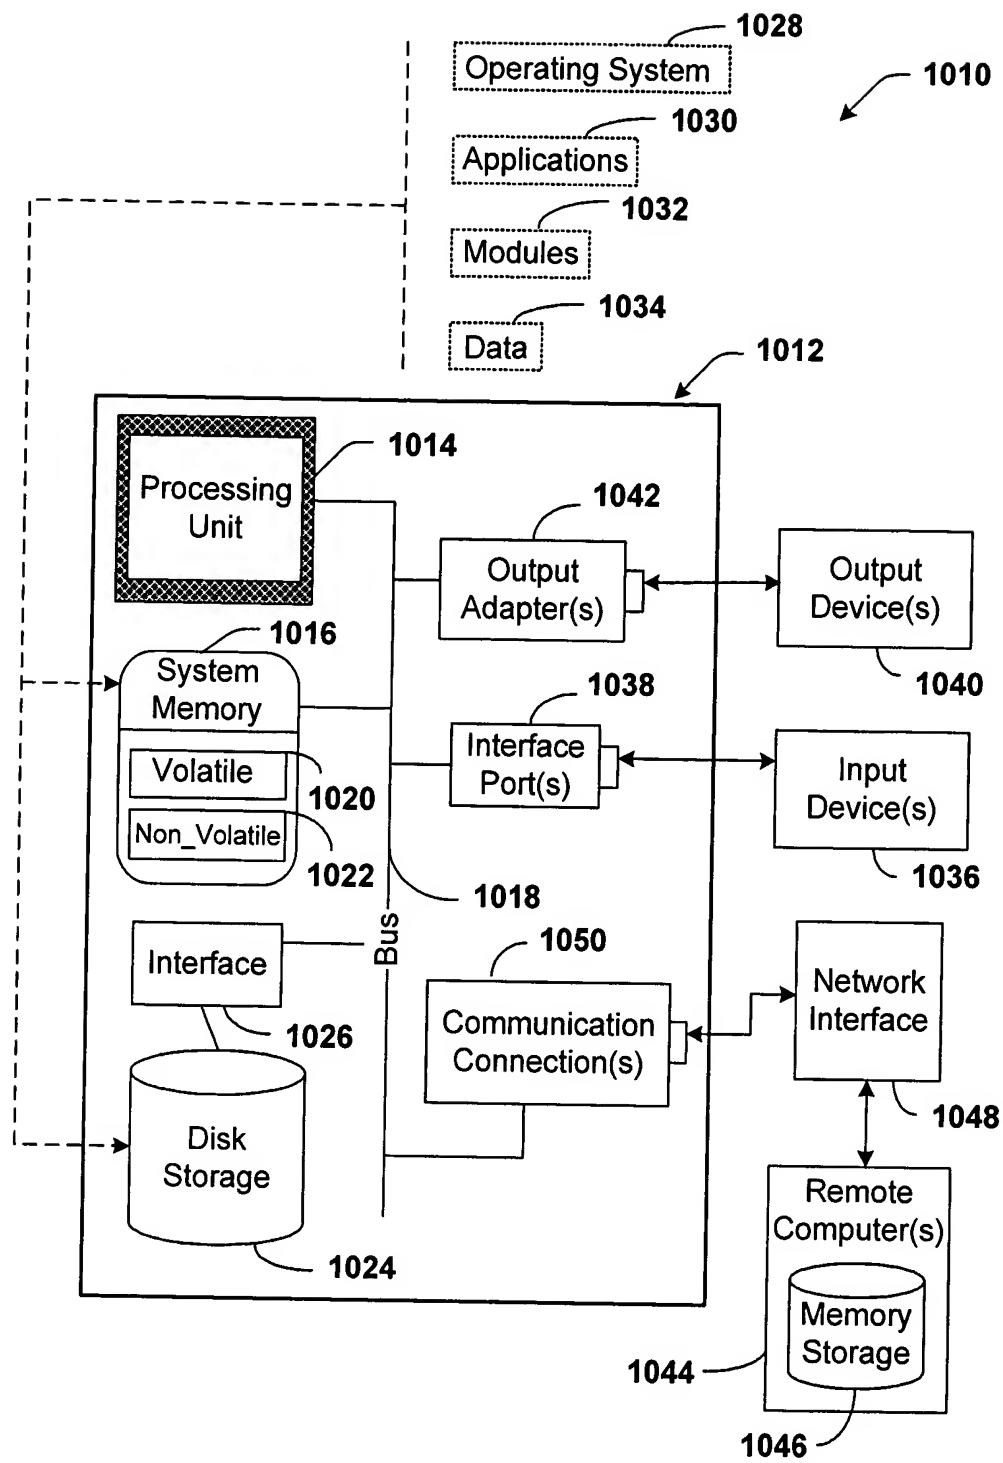 1028
Operating System
1010
1030
Applications
1032
Modules
1034
Data
1012
1014
Processing
Unit
1042
Output
Adapter(s)
Output
Device(s)
1040
1016
System
Memory
1038
Interface
Port(s)
Volatile
1020
Input
Device(s)
Non_Volatile
1022
1036
1018
Bus
1050
Interface
1026
Communication
Connection(s)
Network
Interface
1048
Disk
Storage
1024
Remote
Computer(s)
Memory
Storage
1044
1046